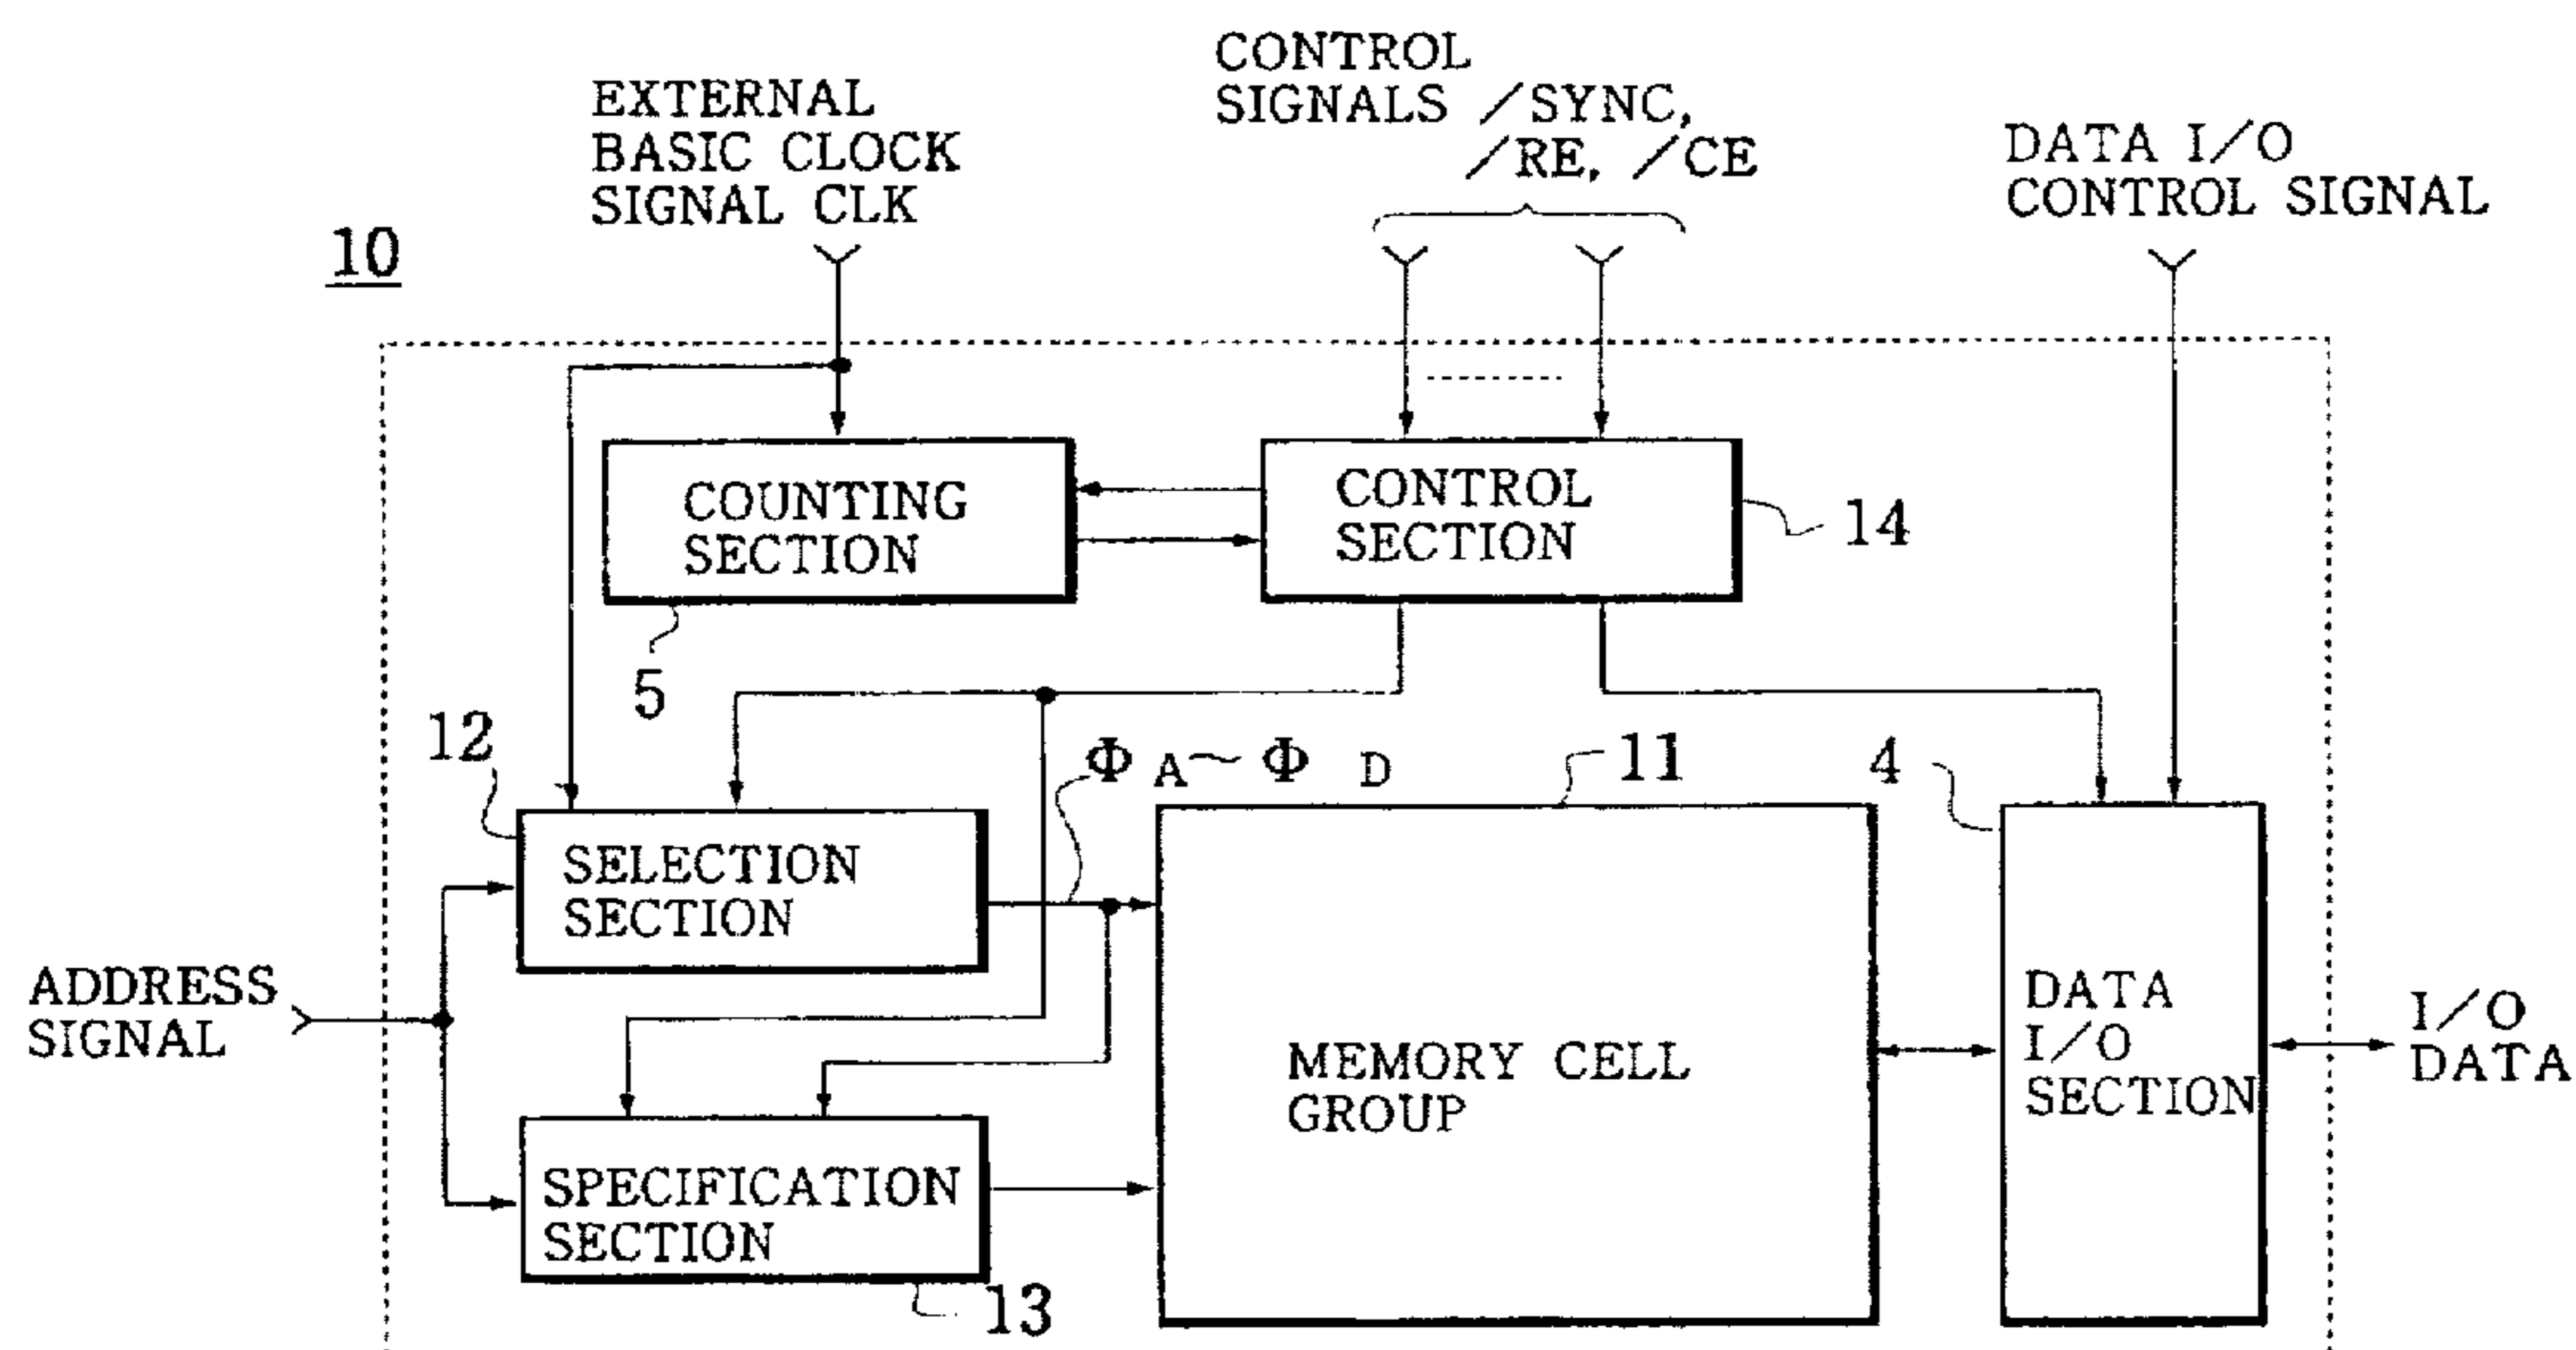 CONTROL
SIGNALS /SYNC,
/RE, /CE
EXTERNAL
BASIC CLOCK
SIGNAL CLK
DATA I/O
CONTROL SIGNAL
10
COUNTING
SECTION
CONTROL
SECTION
14
5
12
Φ A~Φ D
11
4
SELECTION
SECTION
ADDRESS
SIGNAL
DATA
I/O
SECTION
I/O
DATA
MEMORY CELL
GROUP
SPECIFICATION
SECTION
13